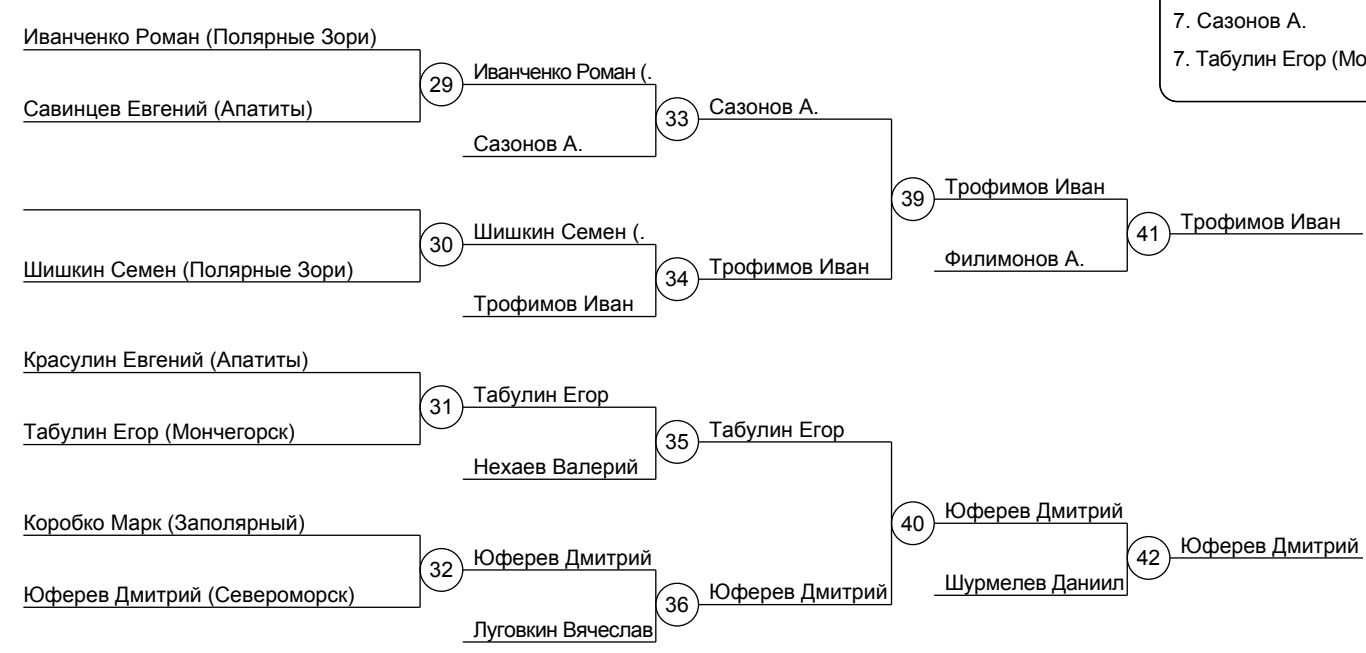 7. Сазонов А.
7. Табулин Егор (Мо
Иванченко Роман (Полярные Зори)
29
Иванченко Роман (.
Савинцев Евгений (Апатиты)
33
Сазонов А.
Сазонов А.
39
Трофимов Иван
Шишкин Семен (.
30
41
Трофимов Иван
Шишкин Семен (Полярные Зори)
34
Трофимов Иван
Филимонов А.
Трофимов Иван
Красулин Евгений (Апатиты)
31
Табулин Егор
Табулин Егор (Мончегорск)
35
Табулин Егор
Нехаев Валерий
Коробко Марк (Заполярный)
40
Юферев Дмитрий
32
Юферев Дмитрий
42
Юферев Дмитрий
Юферев Дмитрий (Североморск)
36
Юферев Дмитрий
Шурмелев Даниил
Луговкин Вячеслав